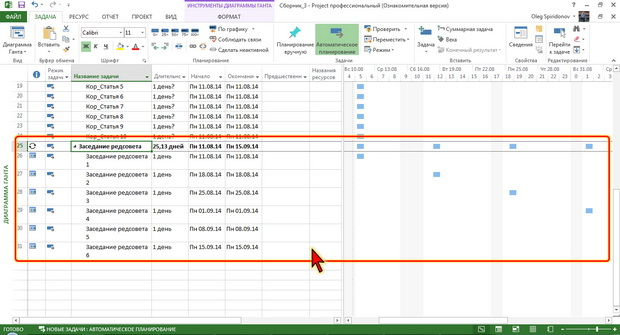 ИНСТРУМЕНТЫ ДИАГРАММЫ ГАНТА
Сборник_3 - Project профессиональный (Ознакомительная версия)
ФАЙЛ ЗАДАЧА РЕСУРС ОТЧЕТ ПРОЕКТ ВИД ФОРМАТ
Oleg Spiridonov
Диаграмма Ганта
Вставить
Calibri 11
Ж К Ч
По графику
Соблюдать связи
Сделать неактивной
Планирование вручную
Автоматическое планирование
Проверить
Переместить
Режим
Задача
Суммарная задача
Веха
Конечный результат
Сведения
Перейти к задаче
Вид Буфер обмена Шрифт Планирование Задачи Вставить Свойства Редактирование
Режим задачи Название задачи Длительн Начало Окончание Предшественни Названия ресурсов
Вс 10.08 Ср 13.08 Сб 16.08 Вт 19.08 Пт 22.08 Пн 25.08 Чт 28.08 Вс 31.08
19 Кор_Статья 5 1 день? Пн 11.08.14 Пн 11.08.14
20 Кор_Статья 6 1 день? Пн 11.08.14 Пн 11.08.14
21 Кор_Статья 7 1 день? Пн 11.08.14 Пн 11.08.14
22 Кор_Статья 8 1 день? Пн 11.08.14 Пн 11.08.14
23 Кор_Статья 9 1 день? Пн 11.08.14 Пн 11.08.14
24 Кор_Статья 10 1 день? Пн 11.08.14 Пн 11.08.14
25 Заседание редсовета 25,13 дней Пн 11.08.14 Пн 15.09.14
26 Заседание редсовета 1 1 день Пн 11.08.14 Пн 11.08.14
27 Заседание редсовета 2 1 день Пн 18.08.14 Пн 18.08.14
28 Заседание редсовета 3 1 день Пн 25.08.14 Пн 25.08.14
29 Заседание редсовета 4 1 день Пн 01.09.14 Пн 01.09.14
30 Заседание редсовета 5 1 день Пн 08.09.14 Пн 08.09.14
31 Заседание редсовета 6 1 день Пн 15.09.14 Пн 15.09.14
ДИАГРАММА ГАНТА
ГОТОВО НОВЫЕ ЗАДАЧИ : АВТОМАТИЧЕСКОЕ ПЛАНИРОВАНИЕ